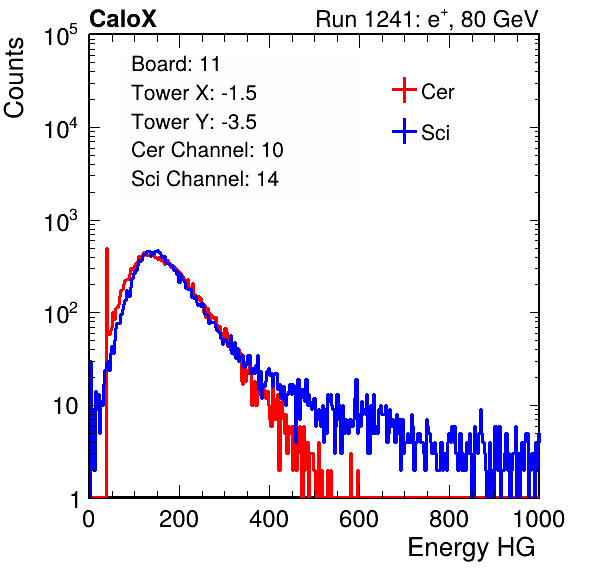 CaloX Run 1241: e+, 80 GeV
Counts
Board: 11
Tower X: -1.5
Tower Y: -3.5
Cer Channel: 10
Sci Channel: 14
Cer
Sci
10^5
10^4
10^3
10^2
10
1
0 200 400 600 800 1000
Energy HG